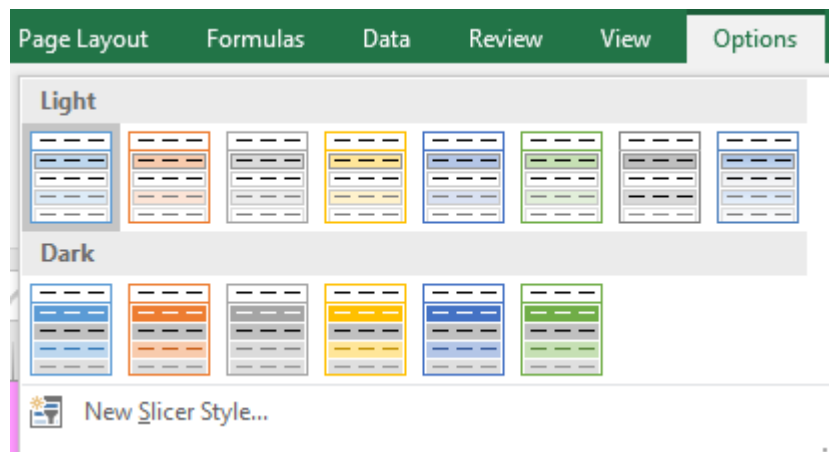 Page Layout Formulas Data Review View Options
Light
Dark
New Slicer Style...